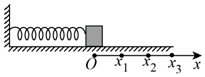 O x₁ x₂ x₃ x